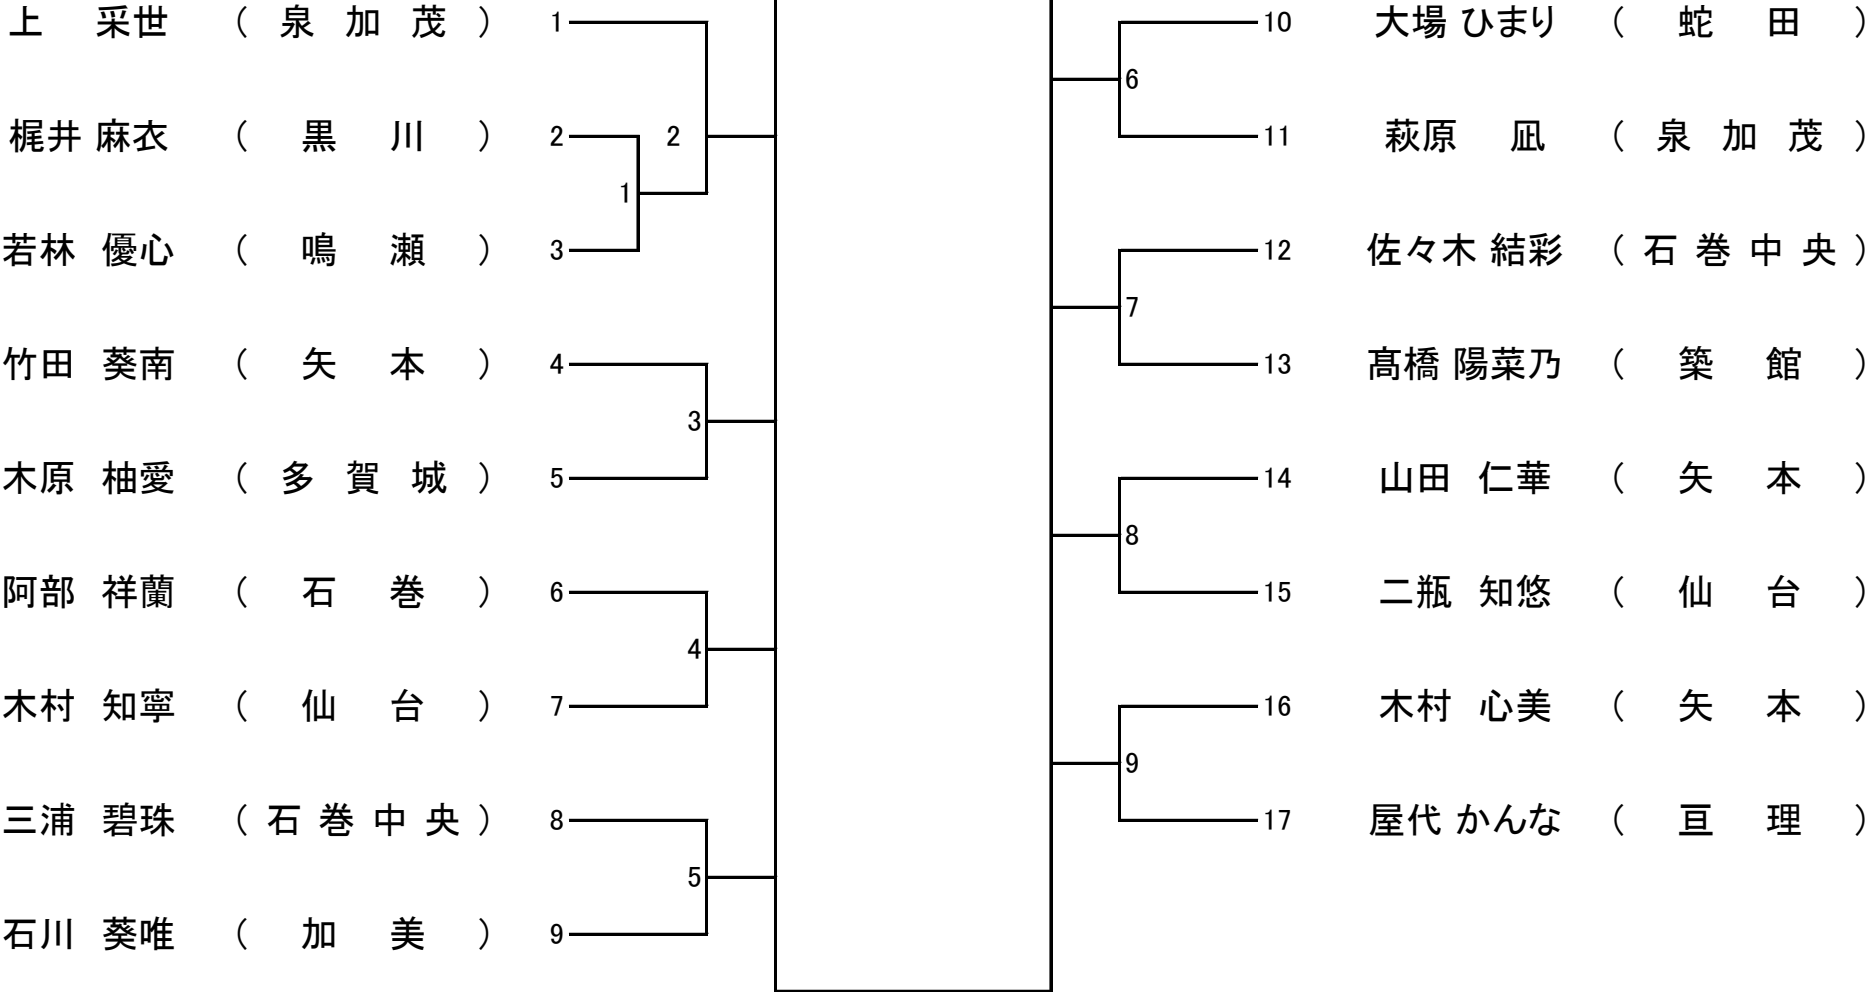 上 采世 ( 泉 加 茂 ) 1
梶井 麻衣 ( 黒 川 ) 2
2
1
若林 優心 ( 鳴 瀬 ) 3
竹田 葵南 ( 矢 本 ) 4
3
木原 柚愛 ( 多 賀 城 ) 5
阿部 祥蘭 ( 石 巻 ) 6
4
木村 知寧 ( 仙 台 ) 7
三浦 碧珠 ( 石 巻 中 央 ) 8
5
石川 葵唯 ( 加 美 ) 9
10 大場 ひまり ( 蛇 田 )
6
11 萩原 凪 ( 泉 加 茂 )
12 佐々木 結彩 ( 石 巻 中 央 )
7
13 髙橋 陽菜乃 ( 築 館 )
14 山田 仁華 ( 矢 本 )
8
15 二瓶 知悠 ( 仙 台 )
16 木村 心美 ( 矢 本 )
9
17 屋代 かんな ( 亘 理 )